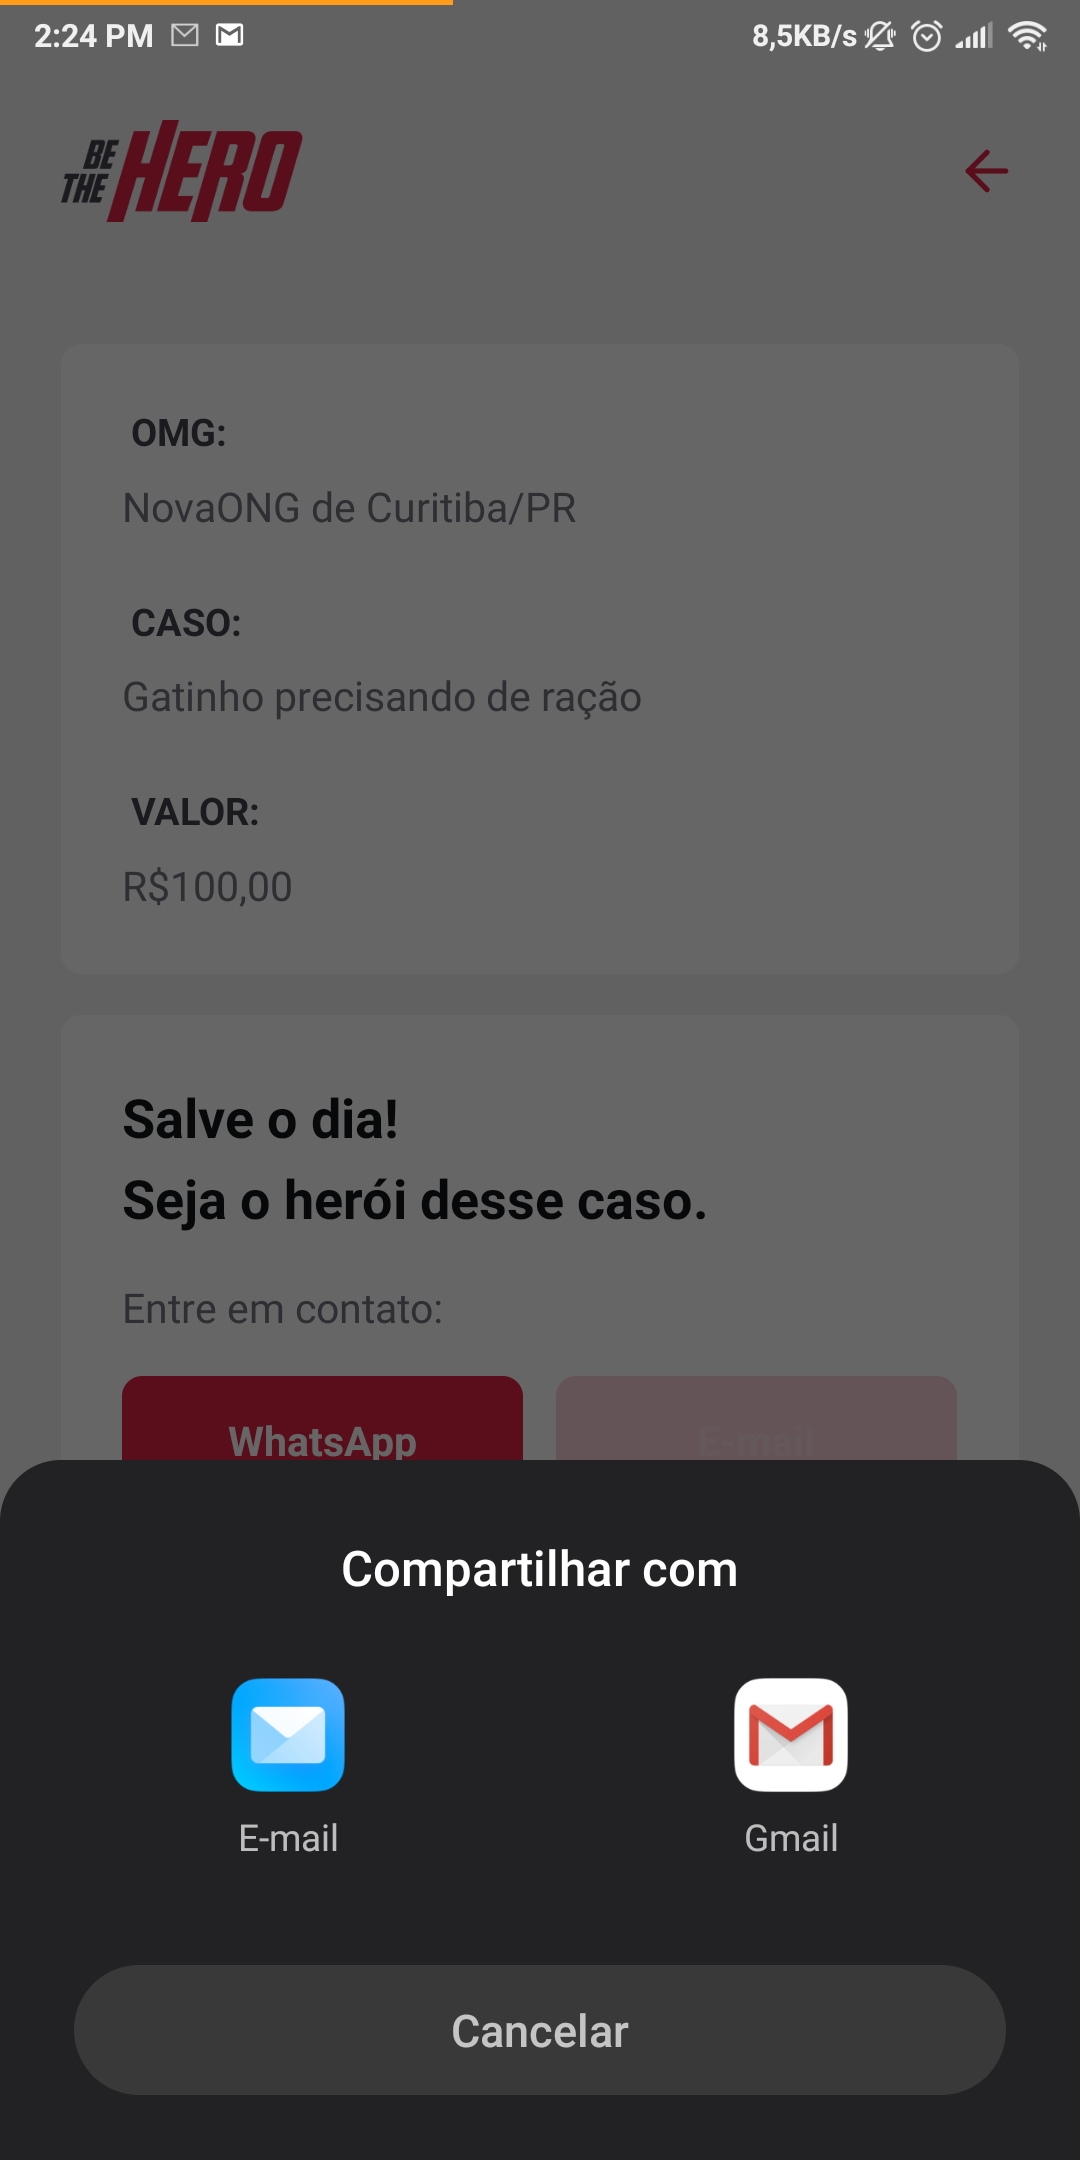 2:24 PM
8,5KB/s
BE
THE
HERO
OMG:
NovaONG de Curitiba/PR
CASO:
Gatinho precisando de ração
VALOR:
R$100,00
Salve o dia!
Seja o herói desse caso.
Entre em contato:
WhatsApp
E-mail
Compartilhar com
E-mail
Gmail
Cancelar